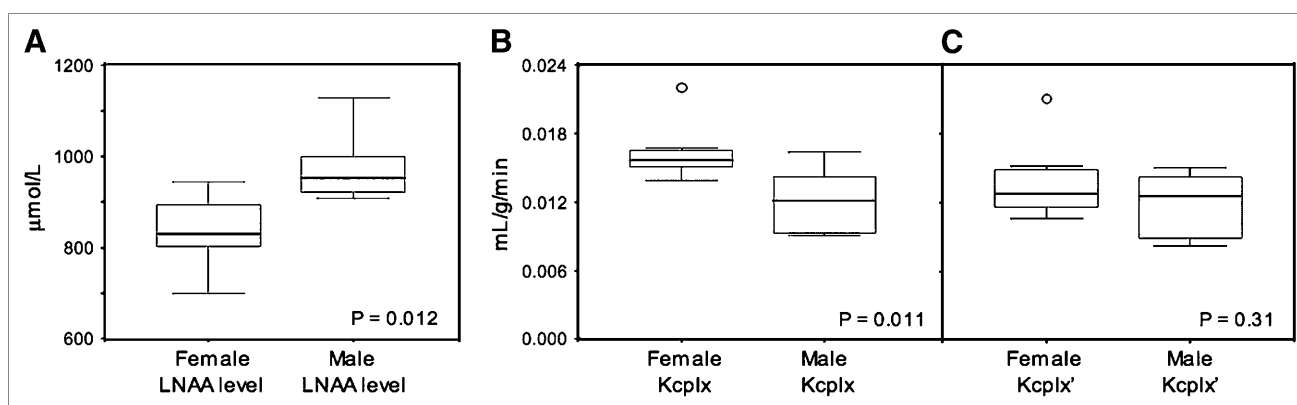 A
B
C
1200
1000
800
600
μmol/L
P = 0.012
Female
LNAA level
Male
LNAA level
0.024
0.018
0.012
0.006
0.000
mL/g/min
P = 0.011
Female
Kcplx
Male
Kcplx
P = 0.31
Female
Kcplx'
Male
Kcplx'